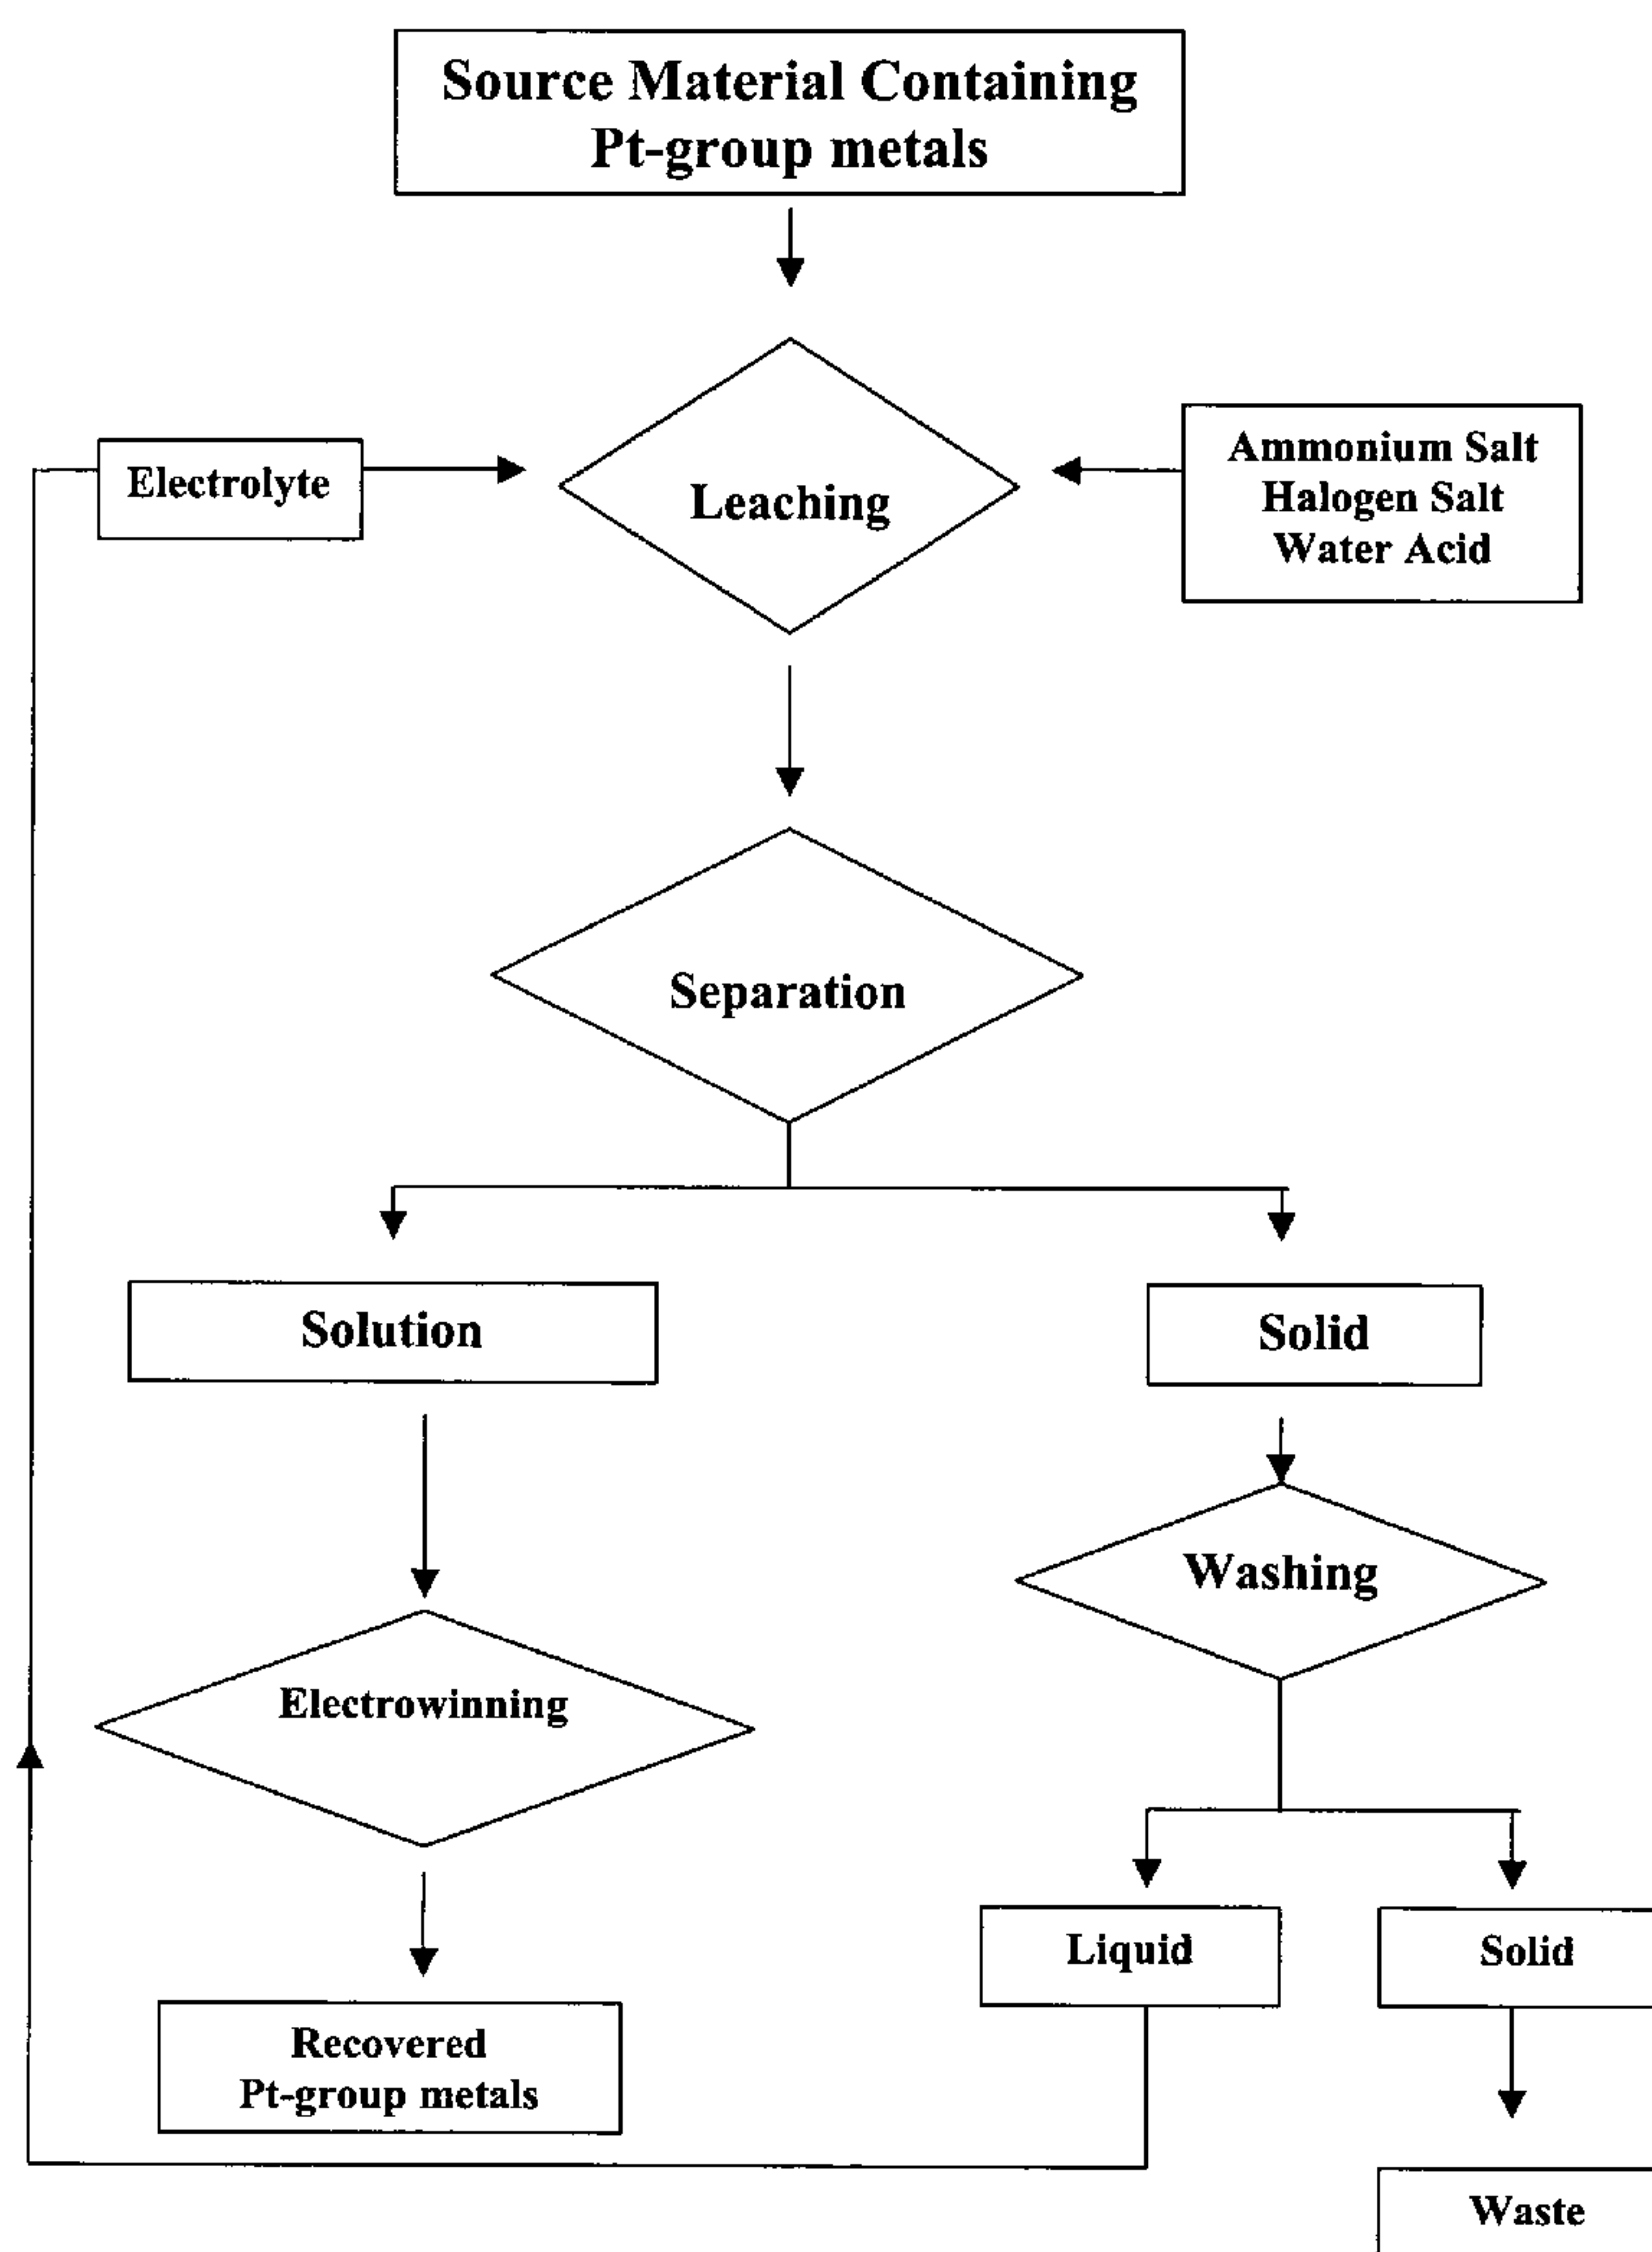 Source Material Containing
Pt-group metals
Electrolyte
Leaching
Ammonium Salt
Halogen Salt
Water Acid
Separation
Solution
Solid
Washing
Electrowinning
Liquid
Solid
Recovered
Pt-group metals
Waste